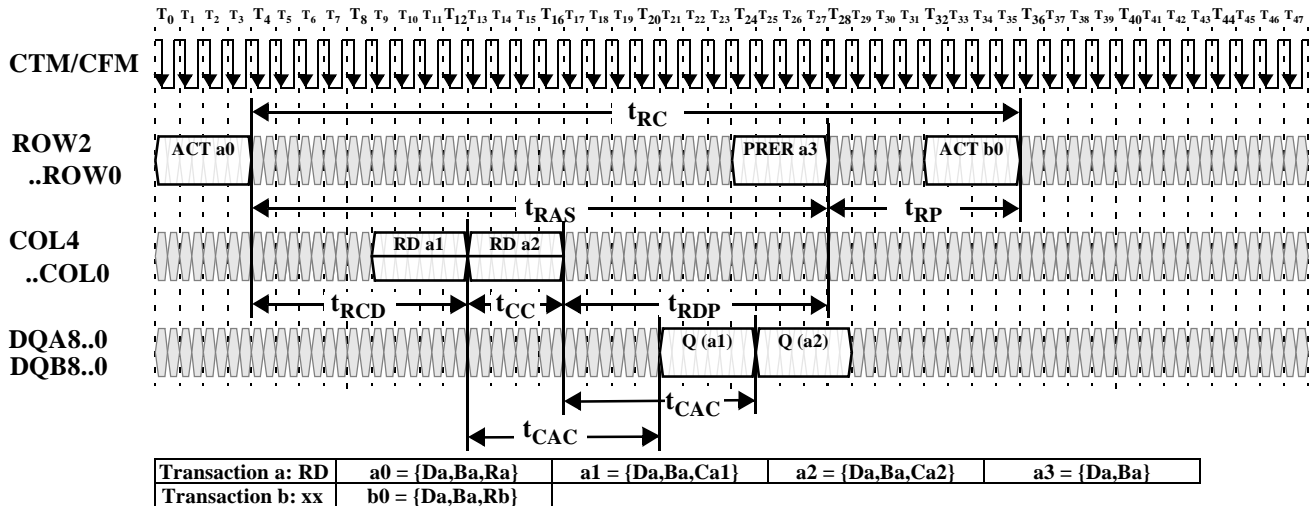 T0 T1 T2 T3 T4 T5 T6 T7 T8 T9 T10 T11 T12 T13 T14 T15 T16 T17 T18 T19 T20 T21 T22 T23 T24 T25 T26 T27 T28 T29 T30 T31 T32 T33 T34 T35 T36 T37 T38 T39 T40 T41 T42 T43 T44 T45 T46 T47
CTM/CFM
tRC
ROW2
..ROW0
ACT a0 PRER a3 ACT b0
tRAS tRP
COL4
..COL0
RD a1 RD a2
tRCD tCC tRDP
DQA8..0
DQB8..0
Q (a1) Q (a2)
tCAC
tCAC
Transaction a: RD a0 = {Da,Ba,Ra} a1 = {Da,Ba,Ca1} a2 = {Da,Ba,Ca2} a3 = {Da,Ba}
Transaction b: xx b0 = {Da,Ba,Rb}